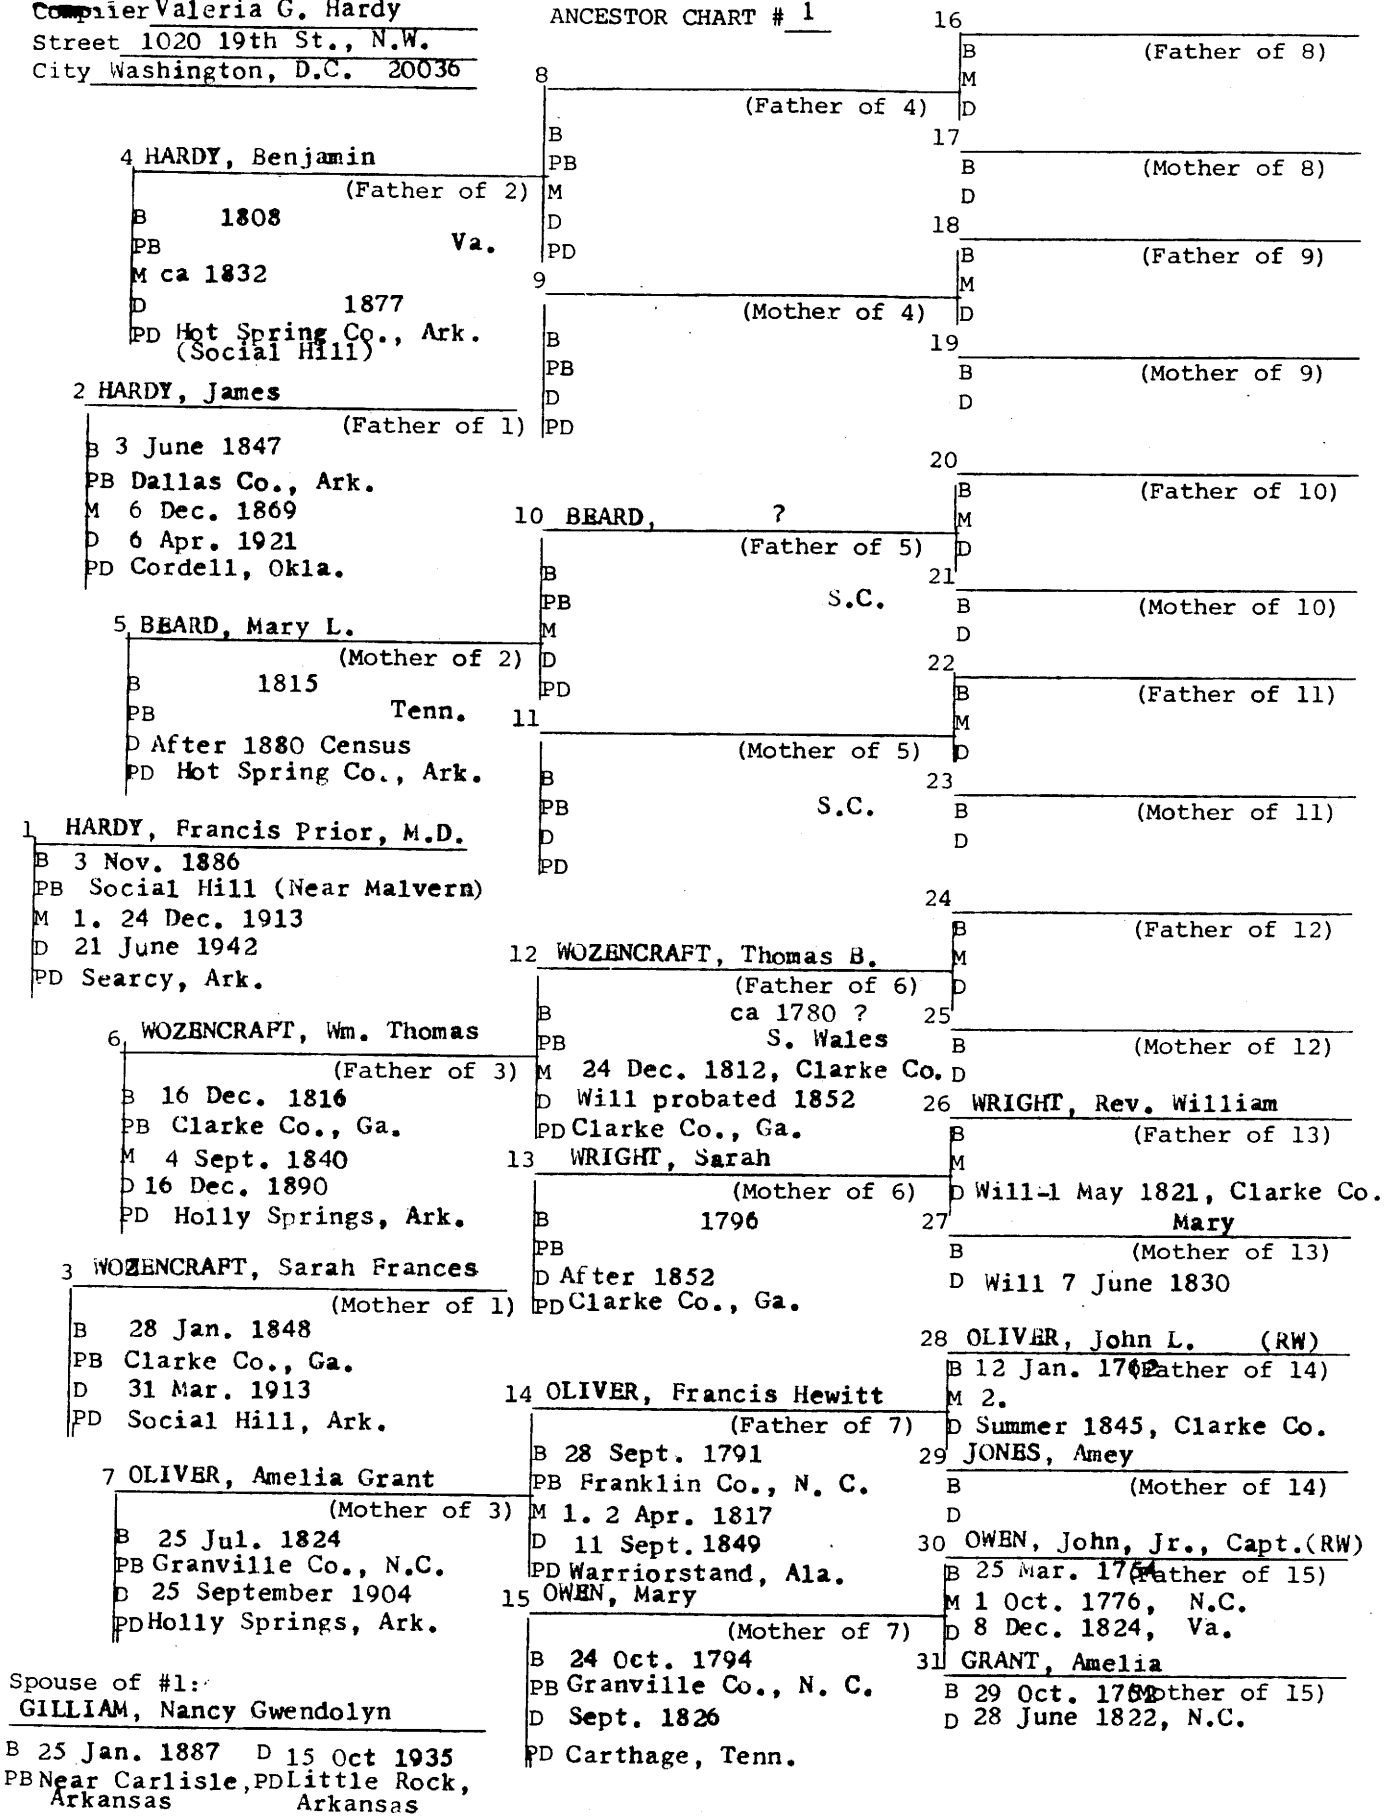 Compiler Valeria G. Hardy
Street 1020 19th St., N.W.
City Washington, D.C. 20036
ANCESTOR CHART # 1
16
B (Father of 8)
M
D
8
(Father of 4)
B
PB
M
D
PD
17
B (Mother of 8)
D
4 HARDY, Benjamin
(Father of 2)
B 1808
PB Va.
M ca 1832
D 1877
PD Hot Spring Co., Ark.
(Social Hill)
18
B (Father of 9)
M
D
9
(Mother of 4)
B
PB
D
PD
19
B (Mother of 9)
D
2 HARDY, James
(Father of 1)
B 3 June 1847
PB Dallas Co., Ark.
M 6 Dec. 1869
D 6 Apr. 1921
PD Cordell, Okla.
20
B (Father of 10)
M
D
10 BEARD, ?
(Father of 5)
B
PB S.C.
M
D
PD
21
B (Mother of 10)
D
5 BEARD, Mary L.
(Mother of 2)
B 1815
PB Tenn.
D After 1880 Census
PD Hot Spring Co., Ark.
22
B (Father of 11)
M
D
11
(Mother of 5)
B
PB S.C.
D
PD
23
B (Mother of 11)
D
1 HARDY, Francis Prior, M.D.
B 3 Nov. 1886
PB Social Hill (Near Malvern)
M 1. 24 Dec. 1913
D 21 June 1942
PD Searcy, Ark.
24
B (Father of 12)
M
D
12 WOZENCRAFT, Thomas B.
(Father of 6)
B ca 1780 ?
PB S. Wales
M 24 Dec. 1812, Clarke Co.
D Will probated 1852
PD Clarke Co., Ga.
25
B (Mother of 12)
D
6 WOZENCRAFT, Wm. Thomas
(Father of 3)
B 16 Dec. 1816
PB Clarke Co., Ga.
M 4 Sept. 1840
D 16 Dec. 1890
PD Holly Springs, Ark.
26 WRIGHT, Rev. William
B (Father of 13)
M
D Will-1 May 1821, Clarke Co.
13 WRIGHT, Sarah
(Mother of 6)
B 1796
PB
D After 1852
PD Clarke Co., Ga.
27 Mary
B (Mother of 13)
D Will 7 June 1830
3 WOZENCRAFT, Sarah Frances
(Mother of 1)
B 28 Jan. 1848
PB Clarke Co., Ga.
D 31 Mar. 1913
PD Social Hill, Ark.
28 OLIVER, John L. (RW)
B 12 Jan. (Father of 14)
M 2.
D Summer 1845, Clarke Co.
14 OLIVER, Francis Hewitt
(Father of 7)
B 28 Sept. 1791
PB Franklin Co., N. C.
M 1. 2 Apr. 1817
D 11 Sept. 1849
PD Warriorstand, Ala.
29 JONES, Amey
B (Mother of 14)
D
7 OLIVER, Amelia Grant
(Mother of 3)
B 25 Jul. 1824
PB Granville Co., N.C.
D 25 September 1904
PD Holly Springs, Ark.
30 OWEN, John, Jr., Capt. (RW)
B 25 Mar. (Father of 15)
M 1 Oct. 1776, N.C.
D 8 Dec. 1824, Va.
15 OWEN, Mary
(Mother of 7)
B 24 Oct. 1794
PB Granville Co., N. C.
D Sept. 1826
PD Carthage, Tenn.
31 GRANT, Amelia
B 29 Oct. (Mother of 15)
D 28 June 1822, N.C.
Spouse of #1:
GILLIAM, Nancy Gwendolyn
B 25 Jan. 1887 D 15 Oct 1935
PB Near Carlisle, PD Little Rock,
Arkansas Arkansas